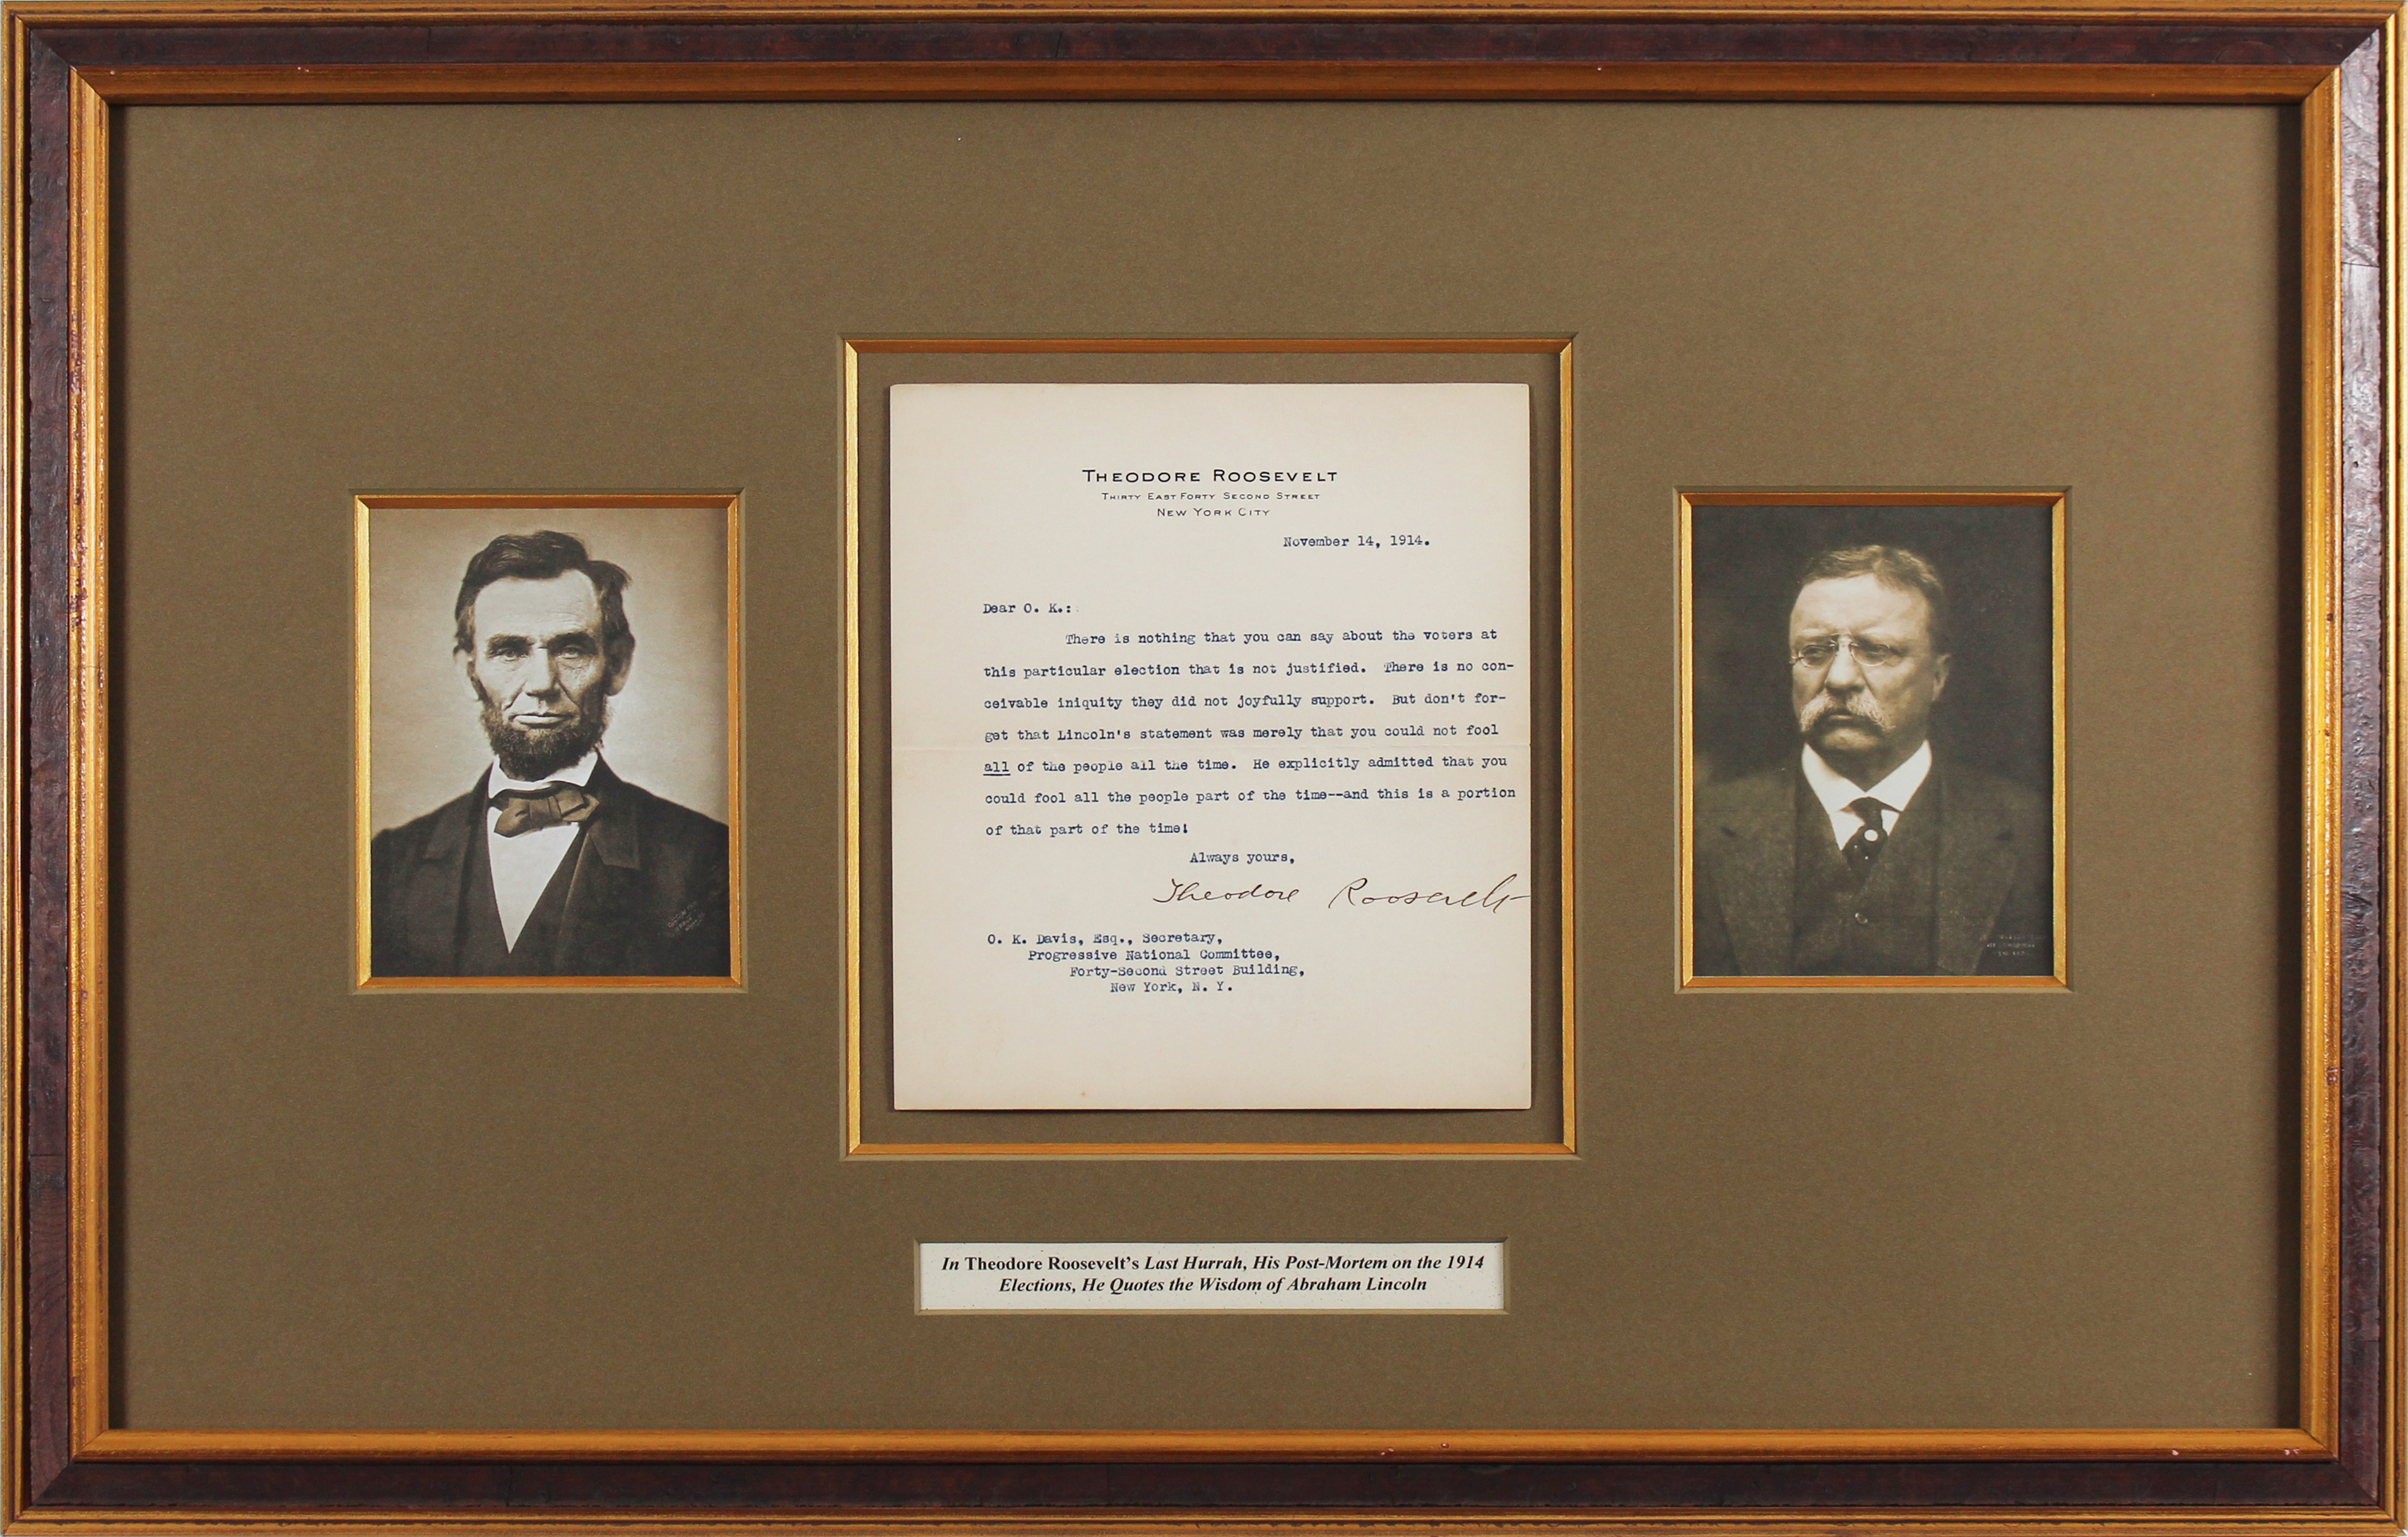 THEODORE ROOSEVELT
THIRTY EAST FORTY SECOND STREET
NEW YORK CITY
November 14, 1914.
Dear O. K.:
There is nothing that you can say about the voters at
this particular election that is not justified.  There is no con-
ceivable iniquity they did not joyfully support.  But don't for-
get that Lincoln's statement was merely that you could not fool
all of the people all the time.  He explicitly admitted that you
could fool all the people part of the time--and this is a portion
of that part of the time!
Always yours,
Theodore Roosevelt
O. K. Davis, Esq., Secretary,
Progressive National Committee,
Forty-Second Street Building,
New York, N. Y.
In Theodore Roosevelt's Last Hurrah, His Post-Mortem on the 1914
Elections, He Quotes the Wisdom of Abraham Lincoln